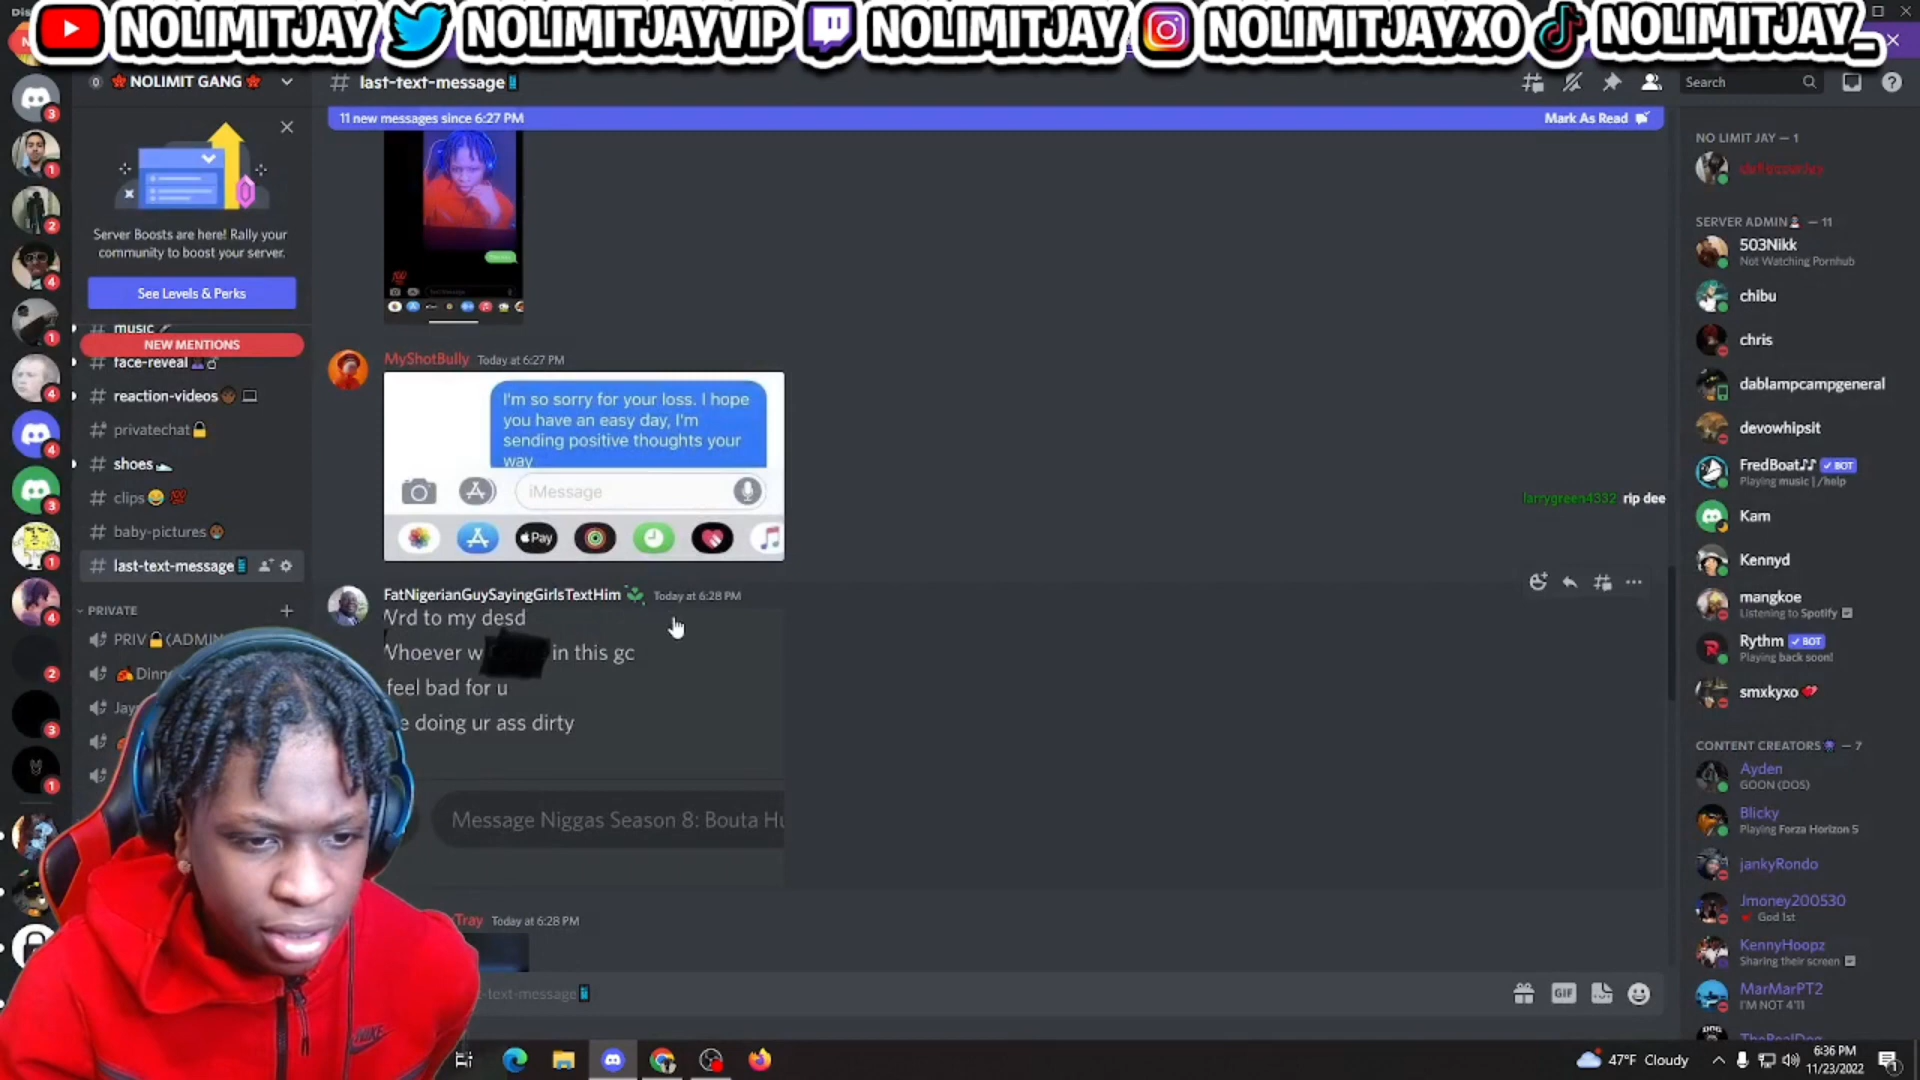 NOLIMITJAY NOLIMITJAYVIP NOLIMITJAY NOLIMITJAYXO NOLIMITJAY_
NOLIMIT GANG
last-text-message
Search
11 new messages since 6:27 PM
Mark As Read
Server Boosts are here! Rally your
community to boost your server.
See Levels & Perks
music
NEW MENTIONS
face-reveal
reaction-videos
privatechat
shoes
clips
baby-pictures
last-text-message
PRIVATE
PRIV (ADMIN
Dinn
Jay
MyShotBully Today at 6:27 PM
I'm so sorry for your loss. I hope
you have an easy day, I'm
sending positive thoughts your
way
iMessage
Pay
larrygreen4332 rip dee
FatNigerianGuySayingGirlsTextHim Today at 6:28 PM
Wrd to my desd
Whoever w in this gc
feel bad for u
e doing ur ass dirty
Message Niggas Season 8: Bouta Hu
Tray Today at 6:28 PM
t-text-message
GIF
NO LIMIT JAY — 1
SERVER ADMIN — 11
503Nikk
Not Watching Pornhub
chibu
chris
dablampcampgeneral
devowhipsit
FredBoat♪♪ BOT
Playing music | /help
Kam
Kennyd
mangkoe
Listening to Spotify
Rythm BOT
Playing back soon!
smxkyxo
CONTENT CREATORS — 7
Ayden
GOON (DOS)
Blicky
Playing Forza Horizon 5
jankyRondo
Jmoney200530
God 1st
KennyHoopz
Sharing their screen
MarMarPT2
I'M NOT 4'11
47°F Cloudy
6:36 PM
11/23/2022